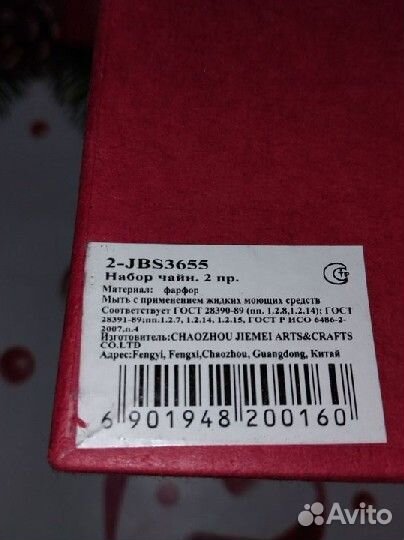 2-JBS3655
Набор чайн. 2 пр.
Материал: фарфор
Мыть с применением жидких моющих средств
Соответствует ГОСТ 28390-89 (пп. 1.2.8,1.2.14): ГОСТ
28391-89(пп.1.2.7, 1.2.14, 1.2.15, ГОСТ Р ИСО 6486-2-
2007,п.4
Изготовитель:CHAOZHOU JIEMEI ARTS&CRAFTS
CO.LTD
Адрес:Fengyi, Fengxi,Chaozhou, Guangdong, Китай
6 901948 200160
Avito